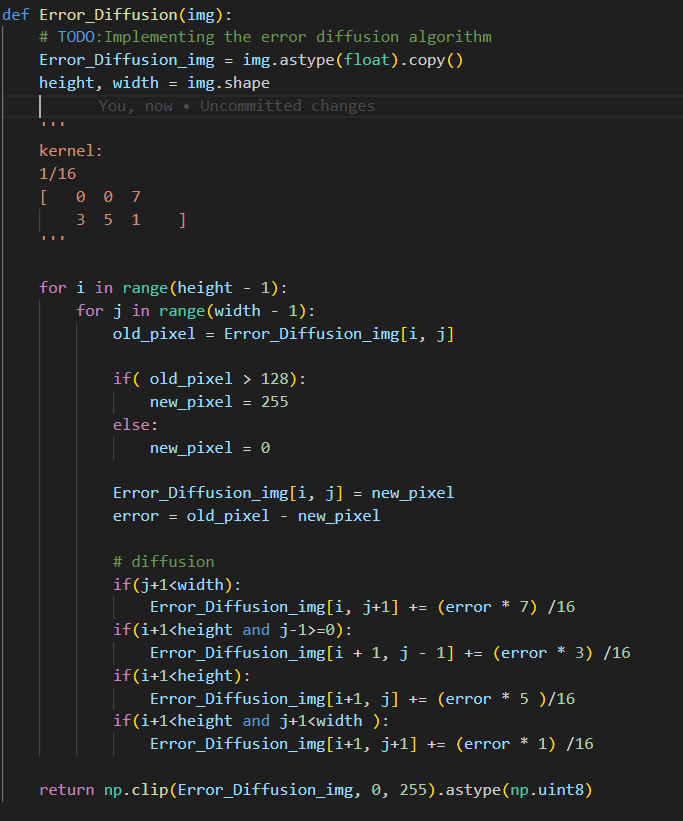 def Error_Diffusion(img):
    # TODO:Implementing the error diffusion algorithm
    Error_Diffusion_img = img.astype(float).copy()
    height, width = img.shape
          You, now • Uncommitted changes
    '''
    kernel:
    1/16
    [   0  0  7
        3  5  1    ]
    '''

    for i in range(height - 1):
        for j in range(width - 1):
            old_pixel = Error_Diffusion_img[i, j]

            if( old_pixel > 128):
                new_pixel = 255
            else:
                new_pixel = 0

            Error_Diffusion_img[i, j] = new_pixel
            error = old_pixel - new_pixel

            # diffusion
            if(j+1<width):
                Error_Diffusion_img[i, j+1] += (error * 7) /16
            if(i+1<height and j-1>=0):
                Error_Diffusion_img[i + 1, j - 1] += (error * 3) /16
            if(i+1<height):
                Error_Diffusion_img[i+1, j] += (error * 5 )/16
            if(i+1<height and j+1<width ):
                Error_Diffusion_img[i+1, j+1] += (error * 1) /16

    return np.clip(Error_Diffusion_img, 0, 255).astype(np.uint8)